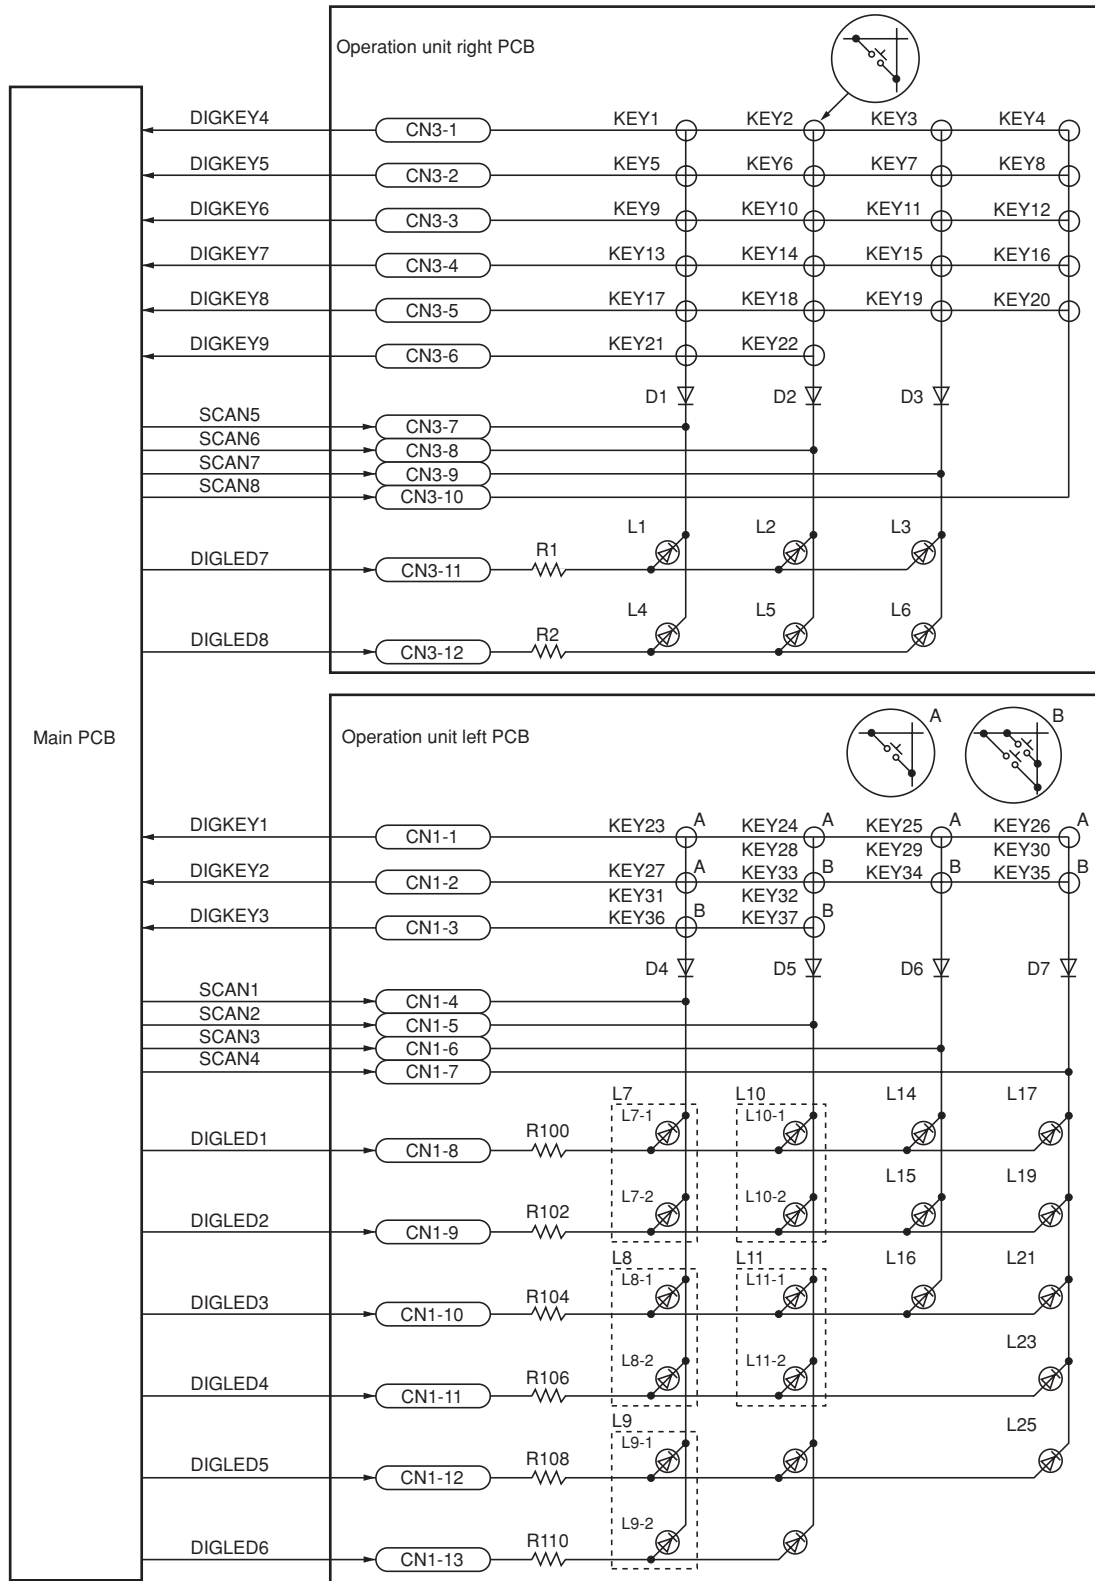 Operation unit right PCB
DIGKEY4 CN3-1 KEY1 KEY2 KEY3 KEY4
DIGKEY5 CN3-2 KEY5 KEY6 KEY7 KEY8
DIGKEY6 CN3-3 KEY9 KEY10 KEY11 KEY12
DIGKEY7 CN3-4 KEY13 KEY14 KEY15 KEY16
DIGKEY8 CN3-5 KEY17 KEY18 KEY19 KEY20
DIGKEY9 CN3-6 KEY21 KEY22
D1 D2 D3
SCAN5 CN3-7
SCAN6 CN3-8
SCAN7 CN3-9
SCAN8 CN3-10
L1 L2 L3
DIGLED7 CN3-11 R1
L4 L5 L6
DIGLED8 CN3-12 R2
Main PCB
Operation unit left PCB
A B
DIGKEY1 CN1-1 KEY23 A KEY24 A KEY25 A KEY26 A
KEY28 KEY29 KEY30
DIGKEY2 CN1-2 KEY27 A KEY33 B KEY34 B KEY35 B
KEY31 KEY32
DIGKEY3 CN1-3 KEY36 B KEY37 B
D4 D5 D6 D7
SCAN1 CN1-4
SCAN2 CN1-5
SCAN3 CN1-6
SCAN4 CN1-7
L7 L10 L14 L17
L7-1 L10-1
DIGLED1 CN1-8 R100
L15 L19
L7-2 L10-2
DIGLED2 CN1-9 R102
L8 L11 L16 L21
L8-1 L11-1
DIGLED3 CN1-10 R104
L23
L8-2 L11-2
DIGLED4 CN1-11 R106
L9 L25
L9-1
DIGLED5 CN1-12 R108
L9-2
DIGLED6 CN1-13 R110